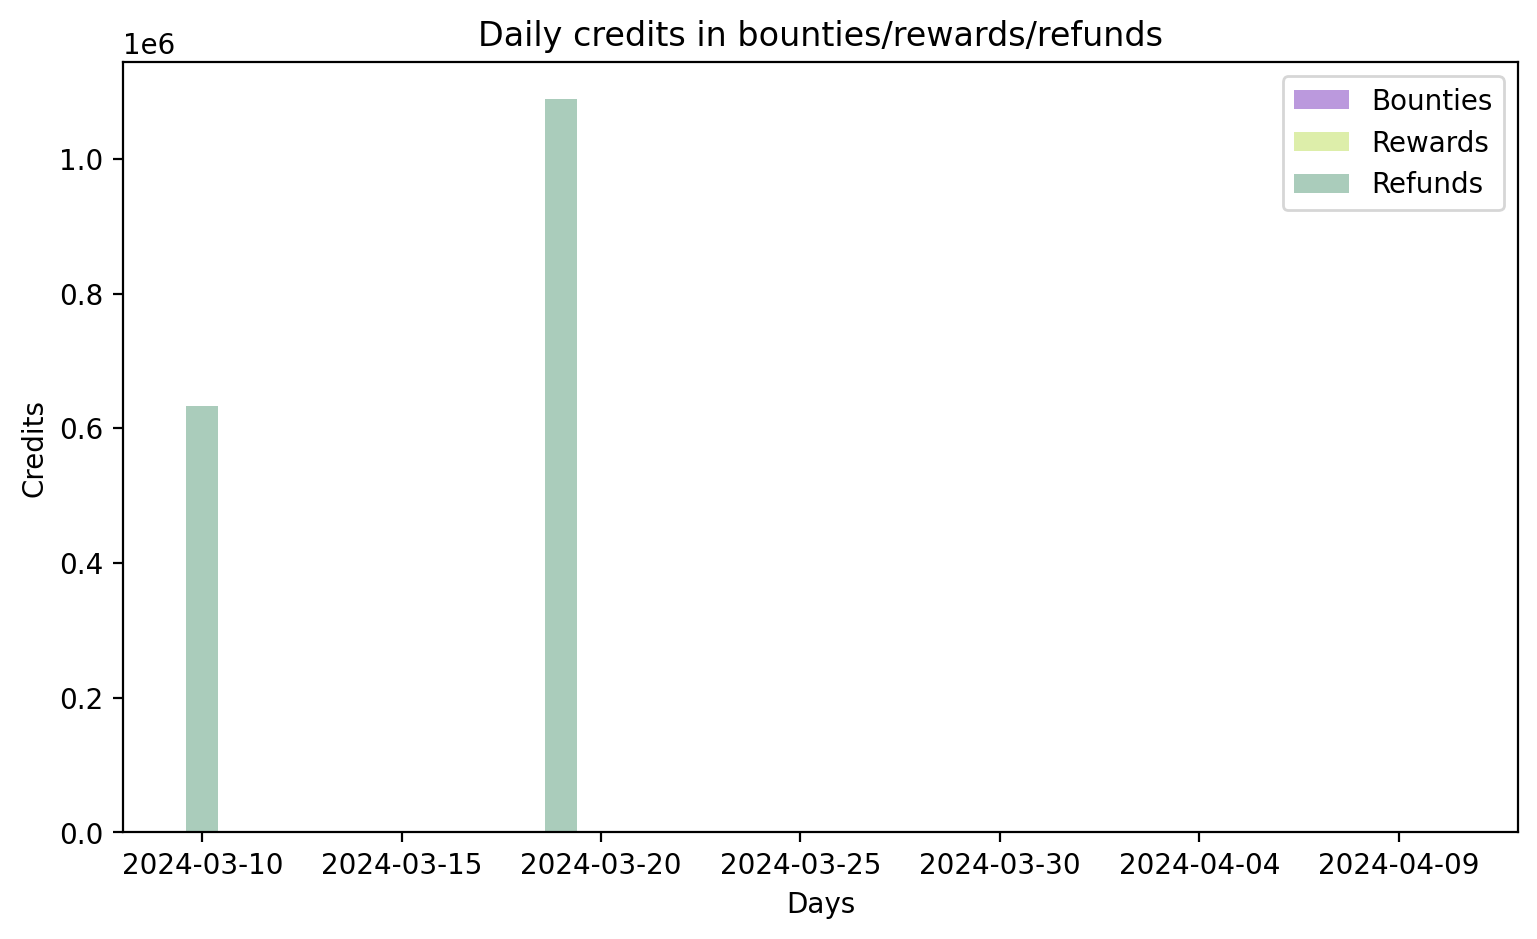 Daily credits in bounties/rewards/refunds
1e6
Bounties
Rewards
Refunds
1.0
0.8
0.6
0.4
0.2
0.0
Credits
2024-03-10 2024-03-15 2024-03-20 2024-03-25 2024-03-30 2024-04-04 2024-04-09
Days